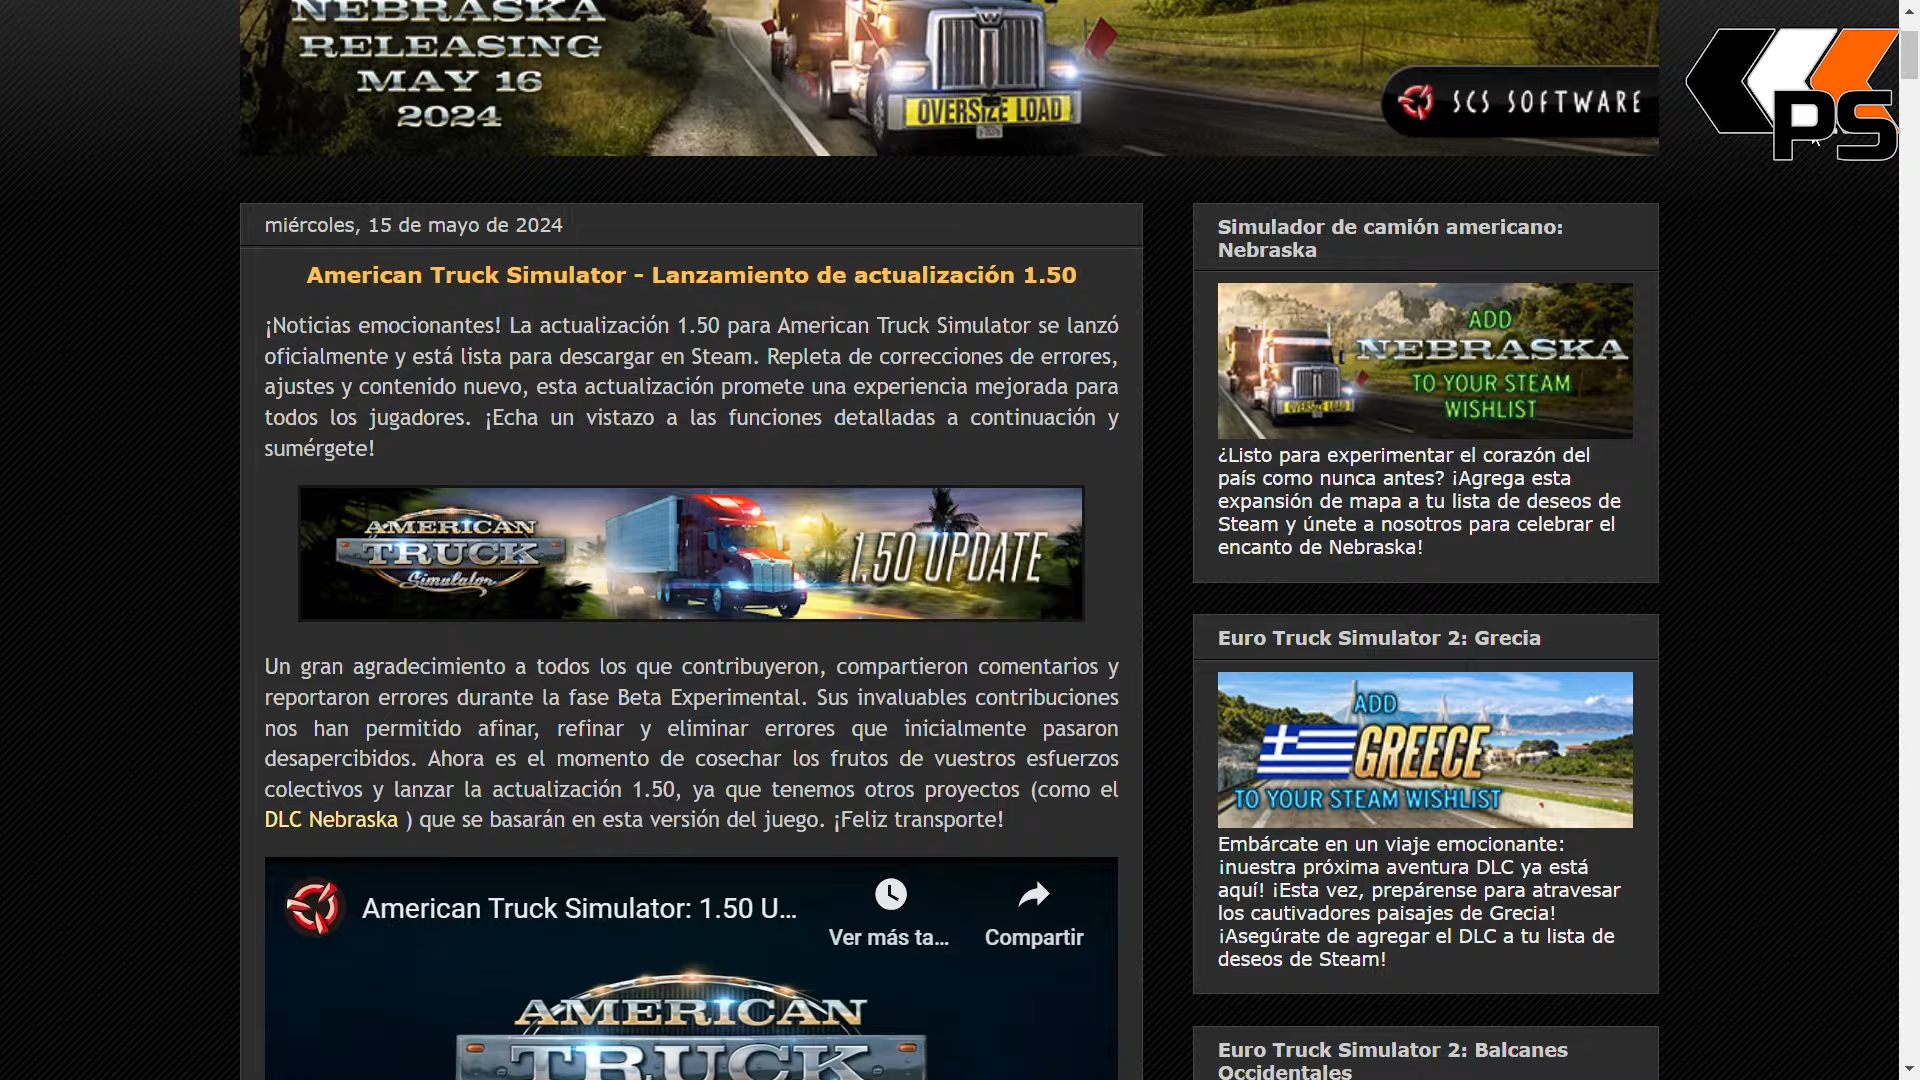 NEBRASKA
RELEASING
MAY 16
2024
OVERSIZE LOAD
SCS SOFTWARE
PS
miércoles, 15 de mayo de 2024
American Truck Simulator - Lanzamiento de actualización 1.50
¡Noticias emocionantes! La actualización 1.50 para American Truck Simulator se lanzó
oficialmente y está lista para descargar en Steam. Repleta de correcciones de errores,
ajustes y contenido nuevo, esta actualización promete una experiencia mejorada para
todos los jugadores. ¡Echa un vistazo a las funciones detalladas a continuación y
sumérgete!
AMERICAN
TRUCK
Simulator
1.50 UPDATE
Un gran agradecimiento a todos los que contribuyeron, compartieron comentarios y
reportaron errores durante la fase Beta Experimental. Sus invaluables contribuciones
nos han permitido afinar, refinar y eliminar errores que inicialmente pasaron
desapercibidos. Ahora es el momento de cosechar los frutos de vuestros esfuerzos
colectivos y lanzar la actualización 1.50, ya que tenemos otros proyectos (como el
DLC Nebraska ) que se basarán en esta versión del juego. ¡Feliz transporte!
American Truck Simulator: 1.50 U...
Ver más ta...
Compartir
AMERICAN
TRUCK
Simulador de camión americano:
Nebraska
ADD
NEBRASKA
TO YOUR STEAM
WISHLIST
OVERSIZE LOAD
¿Listo para experimentar el corazón del
país como nunca antes? ¡Agrega esta
expansión de mapa a tu lista de deseos de
Steam y únete a nosotros para celebrar el
encanto de Nebraska!
Euro Truck Simulator 2: Grecia
ADD
GREECE
TO YOUR STEAM WISHLIST
Embárcate en un viaje emocionante:
¡nuestra próxima aventura DLC ya está
aquí! ¡Esta vez, prepárense para atravesar
los cautivadores paisajes de Grecia!
¡Asegúrate de agregar el DLC a tu lista de
deseos de Steam!
Euro Truck Simulator 2: Balcanes
Occidentales